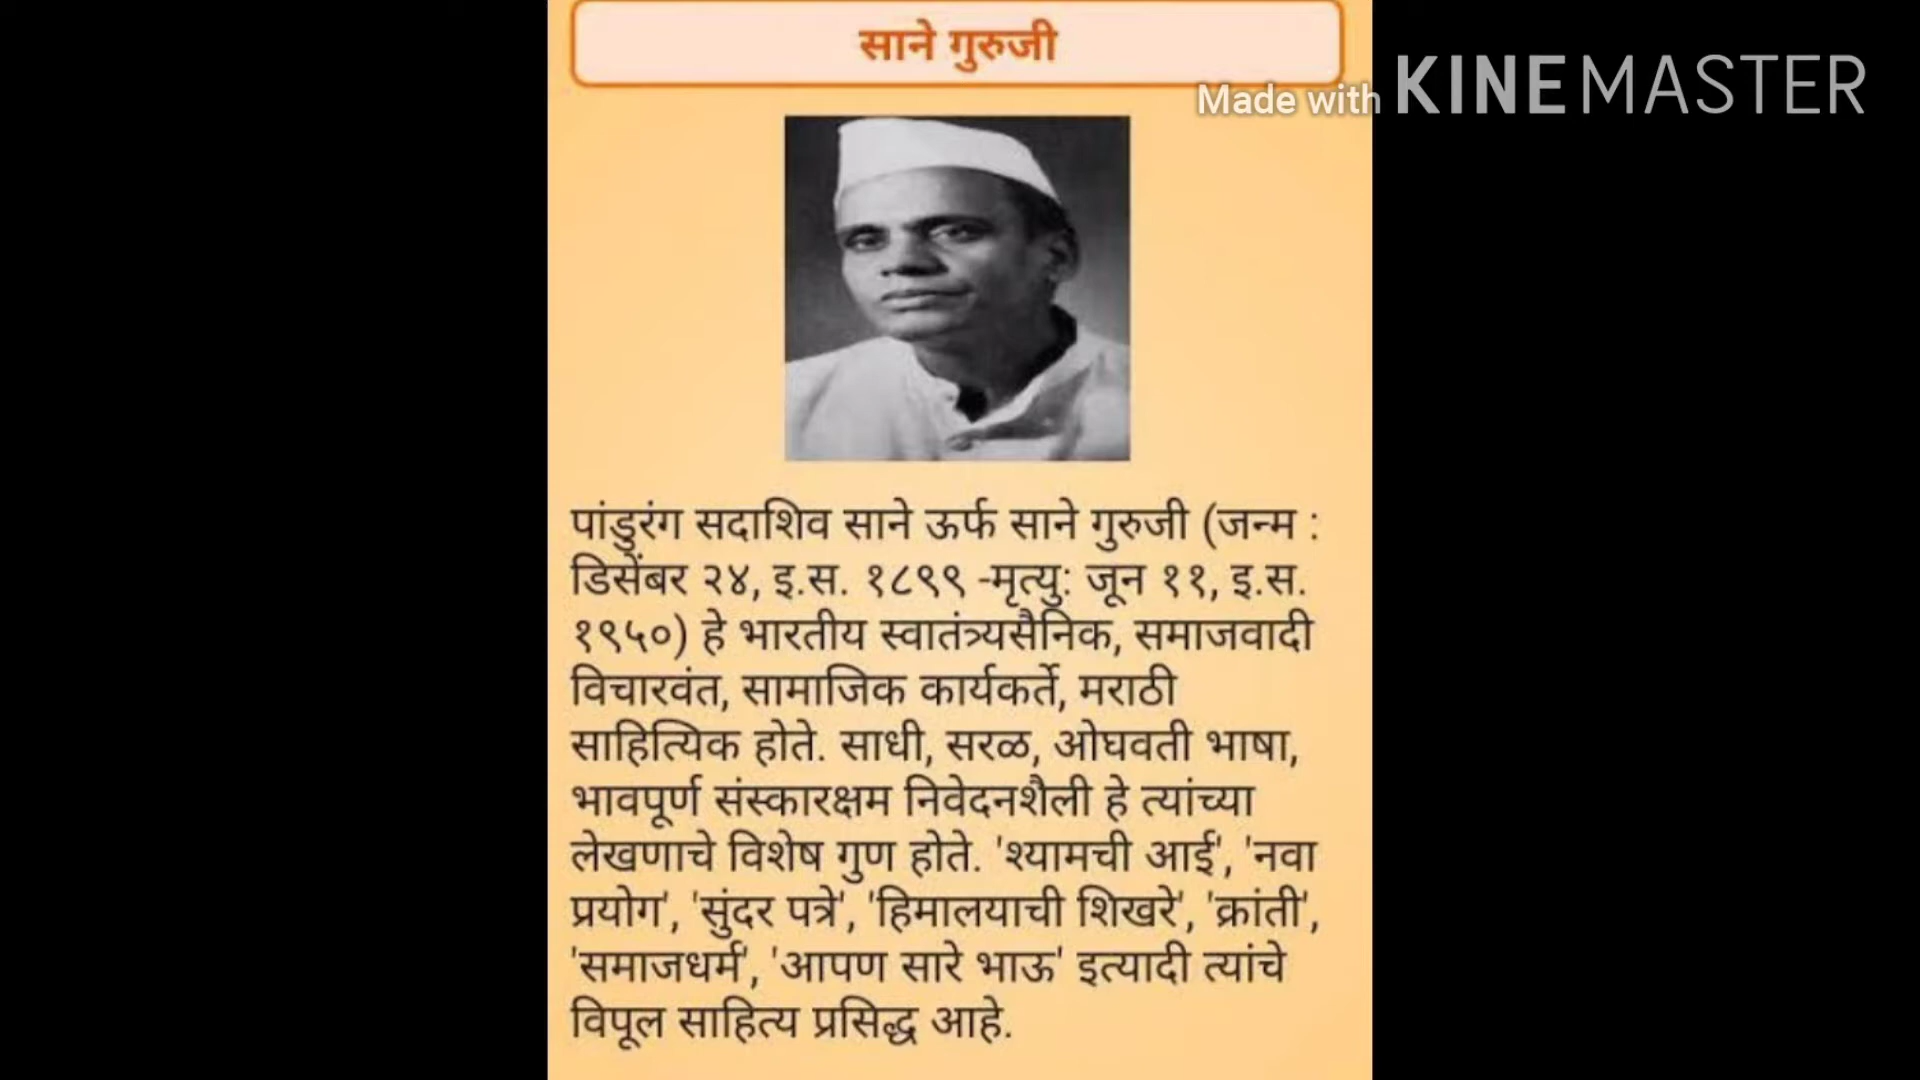 साने गुरुजी
Made with KINEMASTER
पांडुरंग सदाशिव साने ऊर्फ साने गुरुजी (जन्म :
डिसेंबर २४, इ.स. १८९९ -मृत्यु: जून ११, इ.स.
१९५०) हे भारतीय स्वातंत्र्यसैनिक, समाजवादी
विचारवंत, सामाजिक कार्यकर्ते, मराठी
साहित्यिक होते. साधी, सरळ, ओघवती भाषा,
भावपूर्ण संस्कारक्षम निवेदनशैली हे त्यांच्या
लेखणाचे विशेष गुण होते. 'श्यामची आई', 'नवा
प्रयोग', 'सुंदर पत्रे', 'हिमालयाची शिखरे', 'क्रांती',
'समाजधर्म', 'आपण सारे भाऊ' इत्यादी त्यांचे
विपूल साहित्य प्रसिद्ध आहे.